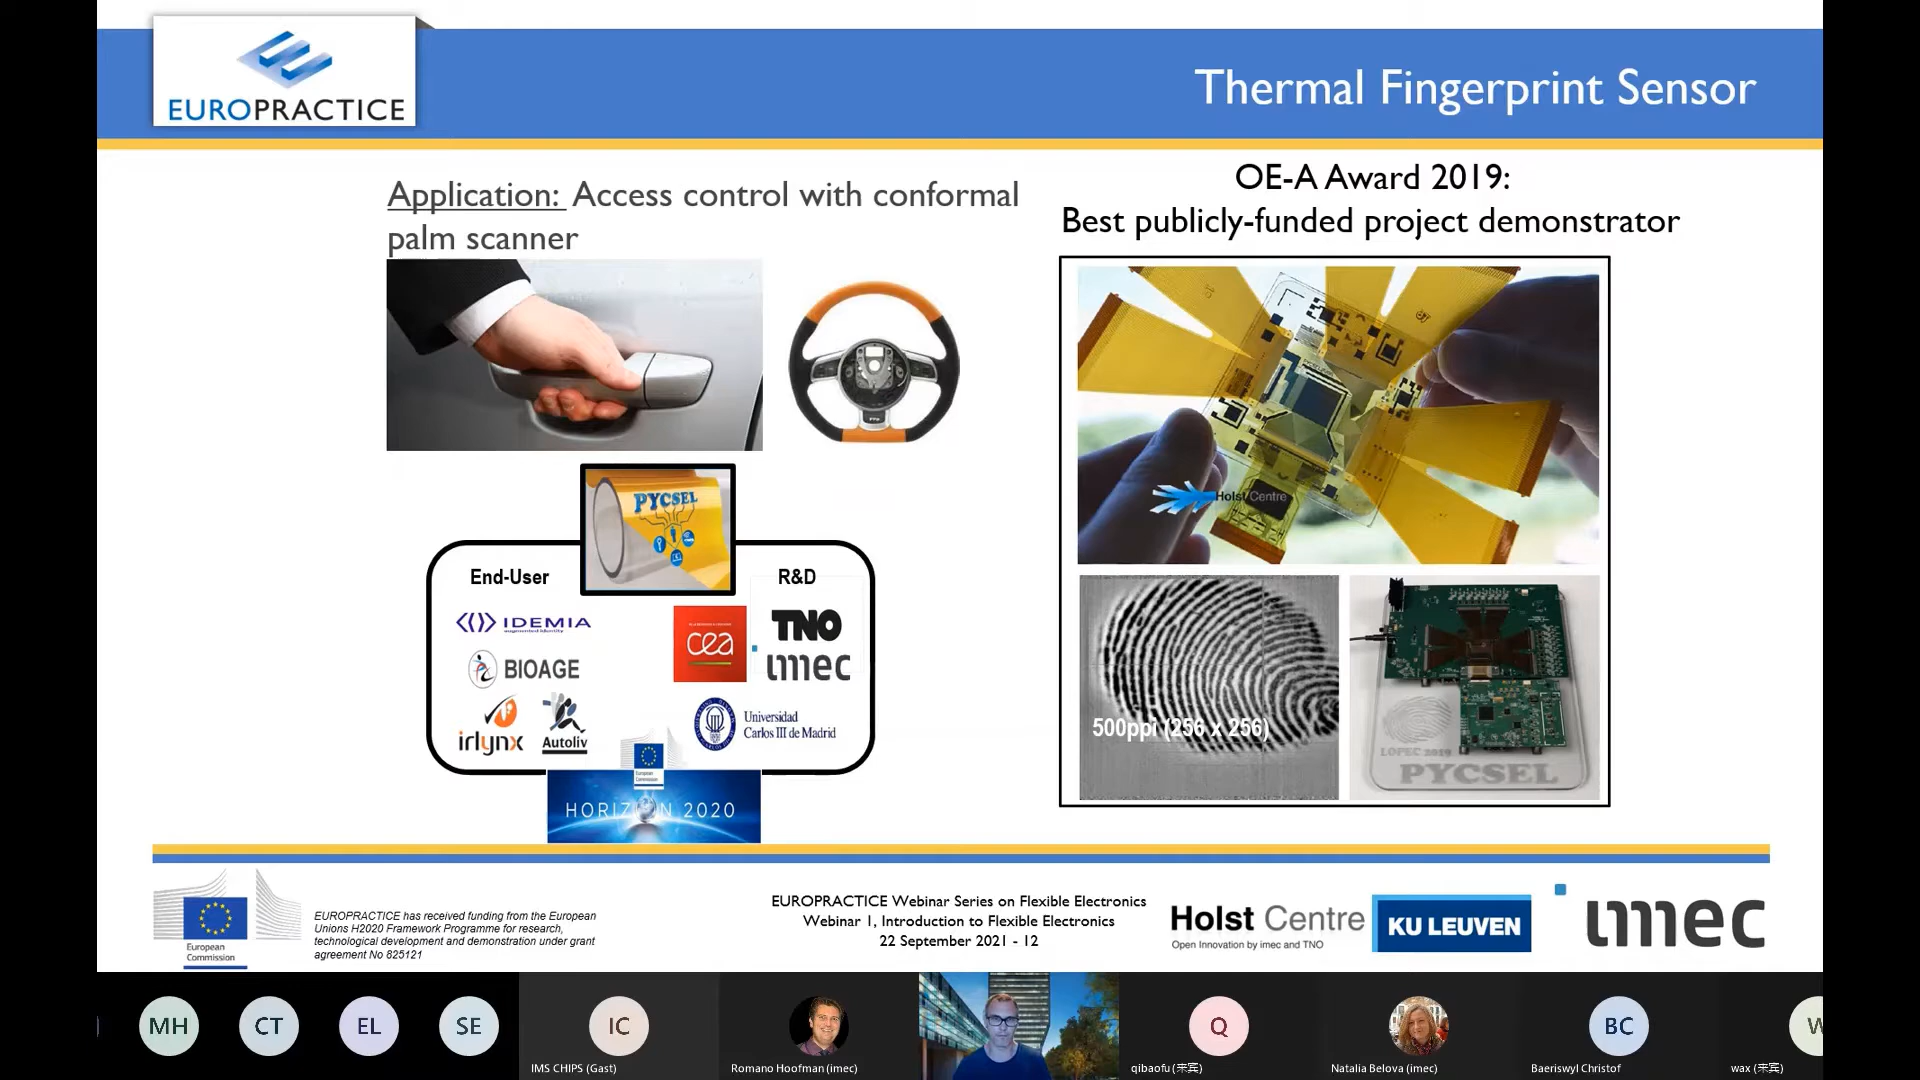 EUROPRACTICE
Thermal Fingerprint Sensor
Application: Access control with conformal
palm scanner
OE-A Award 2019:
Best publicly-funded project demonstrator
Holst Centre
PYCSEL
End-User
R&D
IDEMIA
augmented identity
BIOAGE
irlynx
Autoliv
cea
TNO
imec
Universidad
Carlos III de Madrid
European
Commission
HORIZON 2020
500ppi (256 x 256)
LOPEC 2019
PYCSEL
European
Commission
EUROPRACTICE has received funding from the European
Unions H2020 Framework Programme for research,
technological development and demonstration under grant
agreement No 825121
EUROPRACTICE Webinar Series on Flexible Electronics
Webinar 1, Introduction to Flexible Electronics
22 September 2021 - 12
Holst Centre
Open Innovation by imec and TNO
KU LEUVEN
imec
MH
CT
EL
SE
IC
IMS CHIPS (Gast)
Romano Hoofman (imec)
Q
qibaofu (来宾)
Natalia Belova (imec)
BC
Baeriswyl Christof
W
wax (来宾)